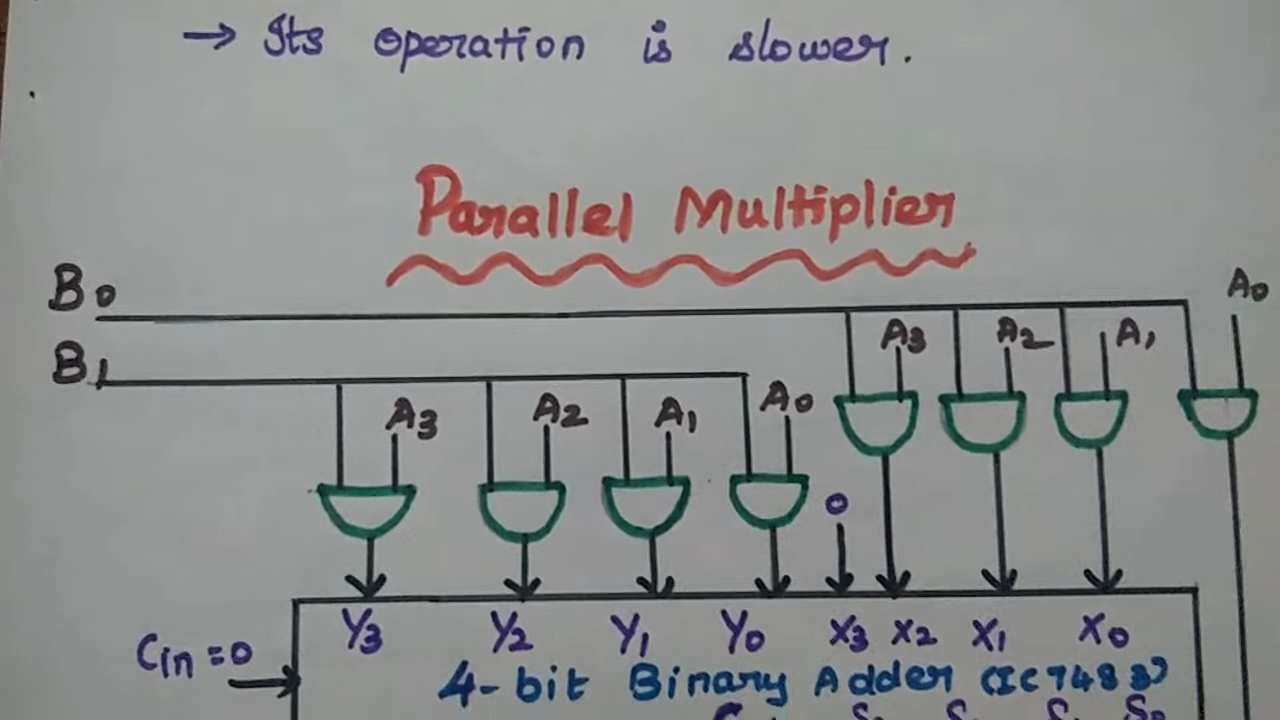 → Its operation is slower.
Parallel Multiplier
B0
A0
A3 A2 A1
B1
A3 A2 A1 A0
0
Y3 Y2 Y1 Y0 X3 X2 X1 X0
Cin = 0
4-bit Binary Adder (IC7483)